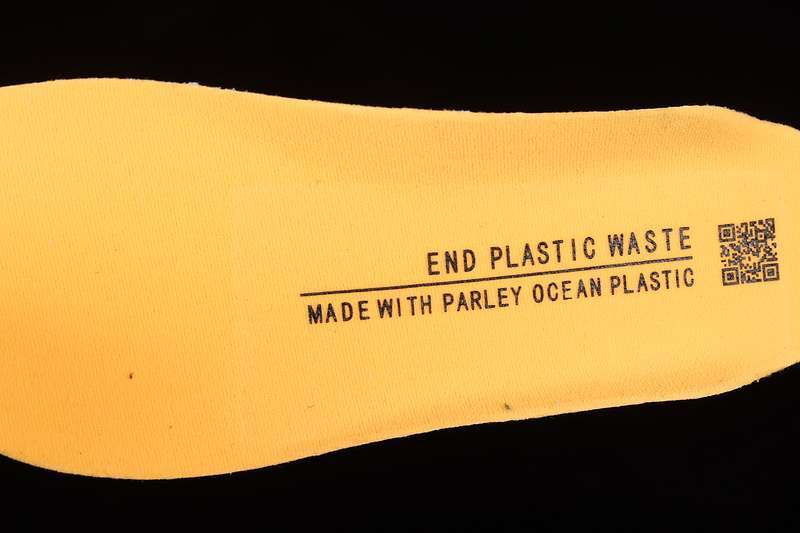 END PLASTIC WASTE
MADE WITH PARLEY OCEAN PLASTIC